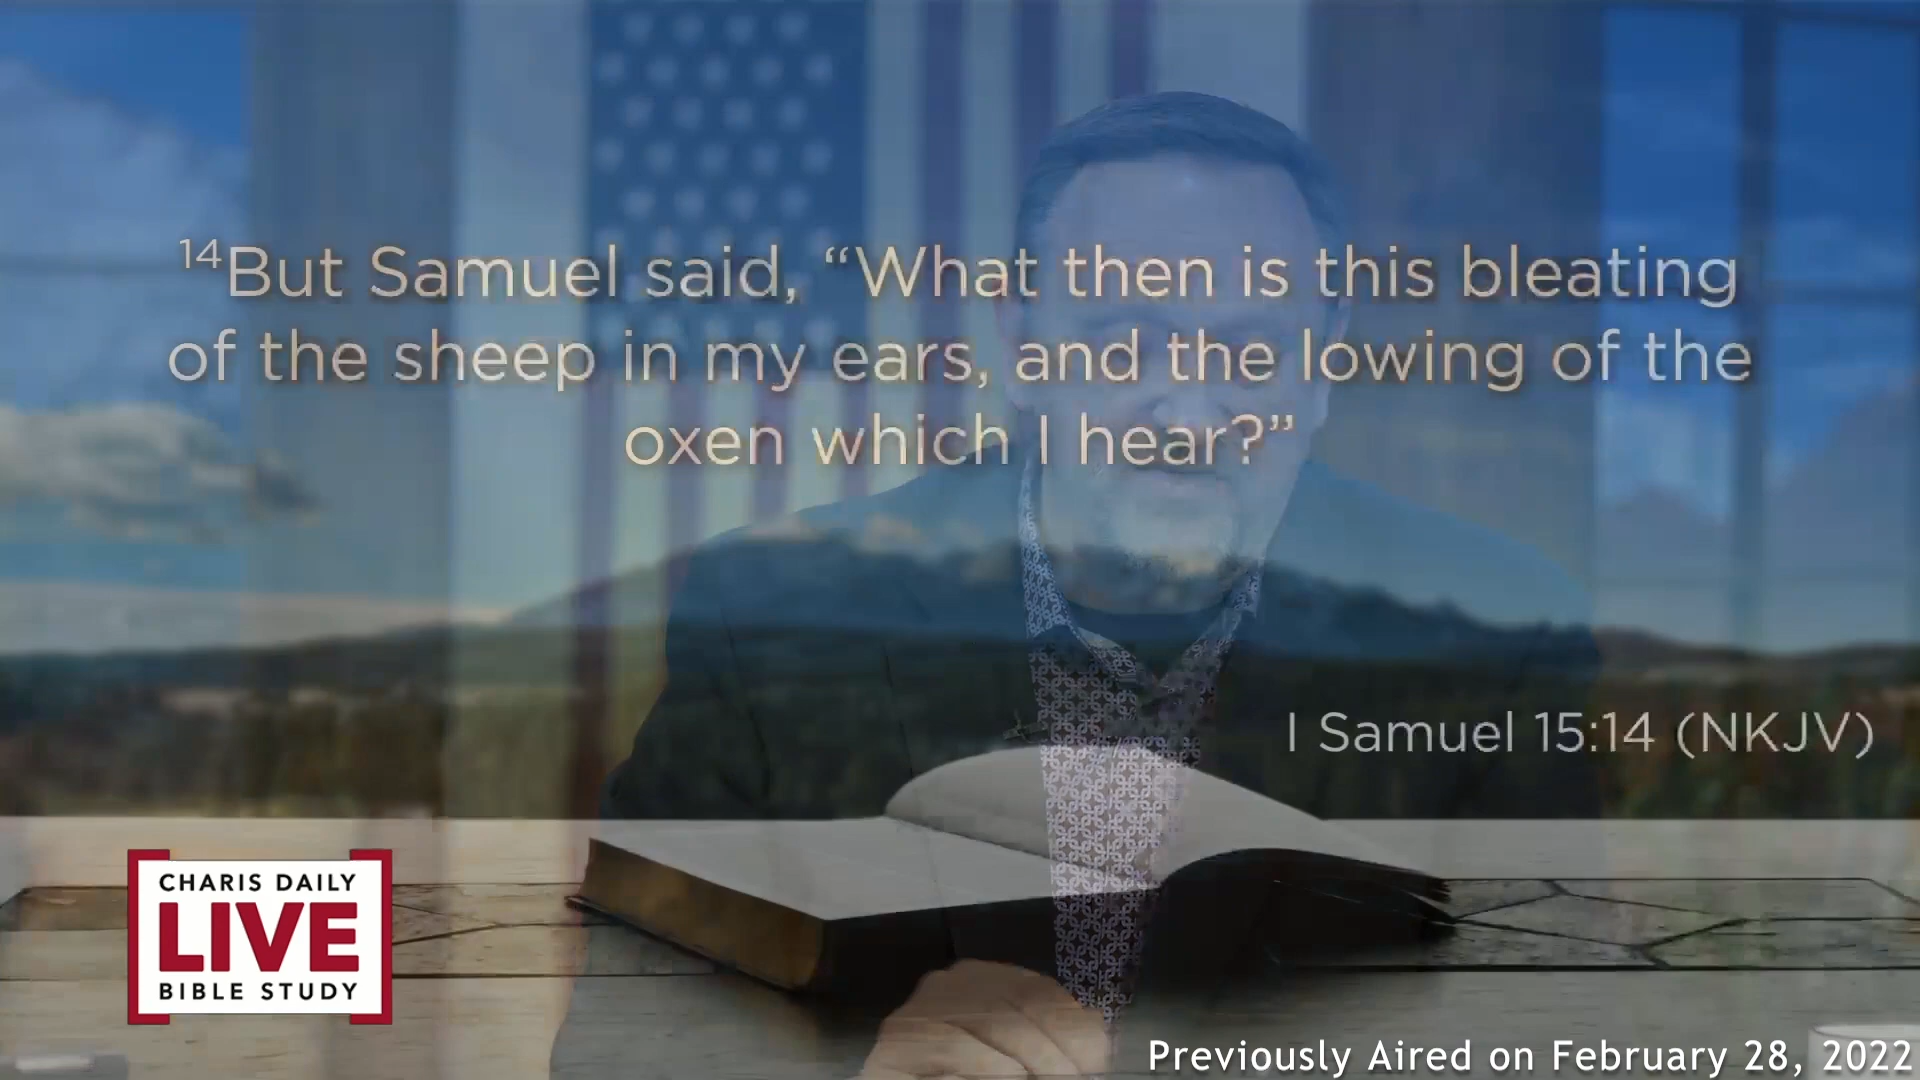 ¹⁴But Samuel said, “What then is this bleating
of the sheep in my ears, and the lowing of the
oxen which I hear?”
I Samuel 15:14 (NKJV)
CHARIS DAILY
LIVE
BIBLE STUDY
Previously Aired on February 28, 2022